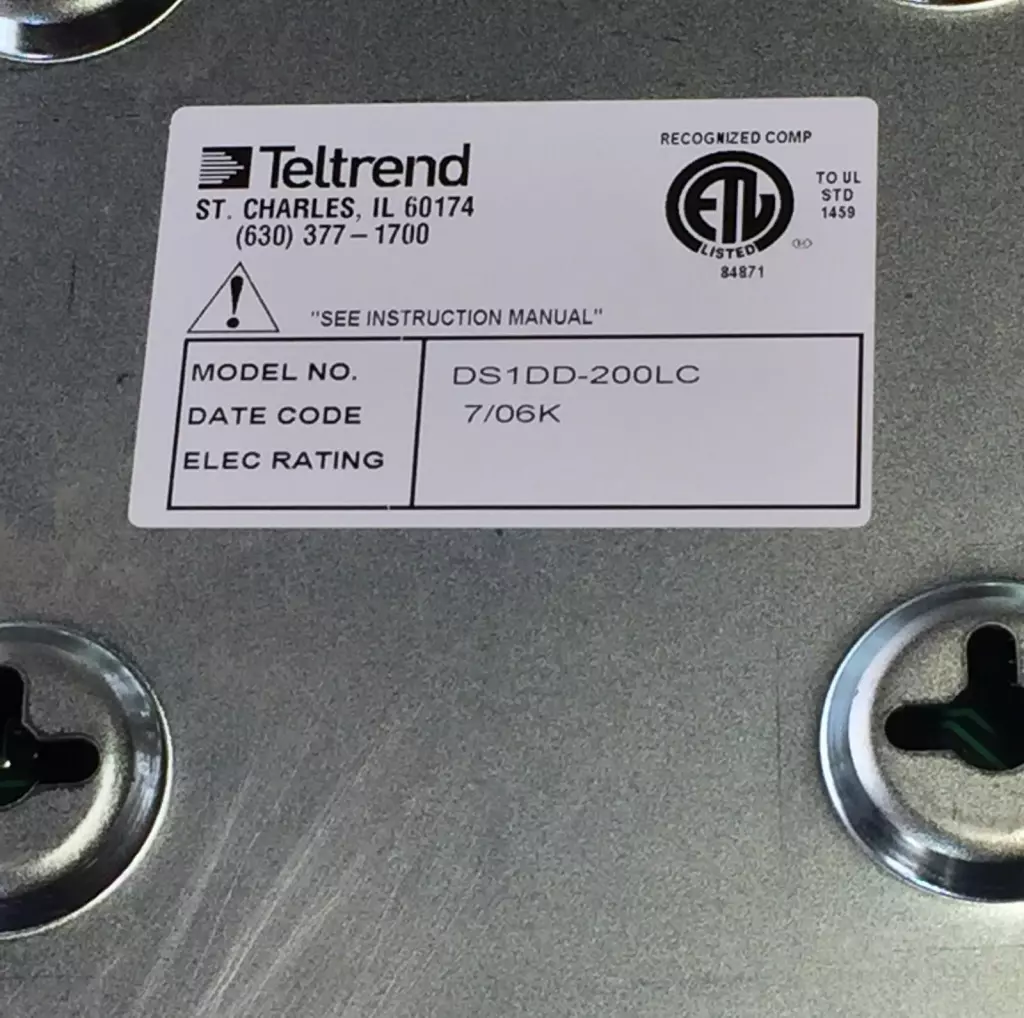 Teltrend
ST. CHARLES, IL 60174
(630) 377-1700
RECOGNIZED COMP
ETL
LISTED
TO UL
STD
1459
84871
"SEE INSTRUCTION MANUAL"
MODEL NO. DS1DD-200LC
DATE CODE 7/06K
ELEC RATING